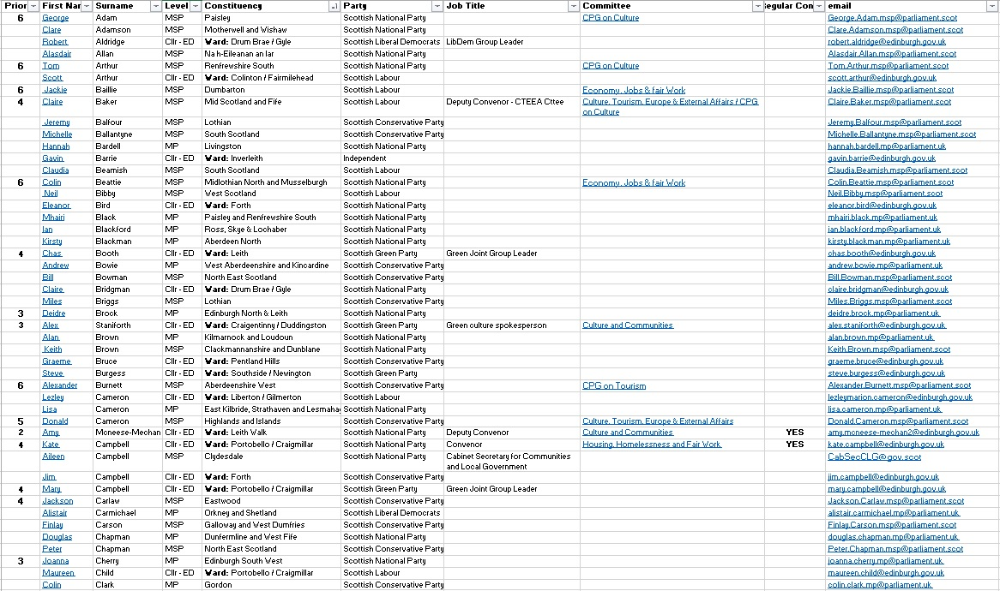 Prior First Nar Surname Level Constituency Party Job Title Committee Regular Con email
6 George Adam MSP Paisley Scottish National Party CPG on Culture George.Adam.msp@parliament.scot
Clare Adamson MSP Motherwell and Wishaw Scottish National Party Clare.Adamson.msp@parliament.scot
Robert Aldridge Cllr - ED Ward: Drum Brae / Gyle Scottish Liberal Democrats LibDem Group Leader robert.aldridge@edinburgh.gov.uk
Alasdair Allan MSP Na h-Eileanan an Iar Scottish National Party Alasdair.Allan.msp@parliament.scot
6 Tom Arthur MSP Renfrewshire South Scottish National Party CPG on Culture Tom.Arthur.msp@parliament.scot
Scott Arthur Cllr - ED Ward: Colinton / Fairmilehead Scottish Labour scott.arthur@edinburgh.gov.uk
6 Jackie Baillie MSP Dumbarton Scottish Labour Economy, Jobs & fair Work Jackie.Baillie.msp@parliament.scot
4 Claire Baker MSP Mid Scotland and Fife Scottish Labour Deputy Convenor - CTEEA Cttee Culture, Tourism, Europe & External Affairs / CPG Claire.Baker.msp@parliament.scot
on Culture
Jeremy Balfour MSP Lothian Scottish Conservative Party Jeremy.Balfour.msp@parliament.scot
Michelle Ballantyne MSP South Scotland Scottish Conservative Party Michelle.Ballantyne.msp@parliament.scot
Hannah Bardell MP Livingston Scottish National Party hannah.bardell.mp@parliament.uk
Gavin Barrie Cllr - ED Ward: Inverleith Independent gavin.barrie@edinburgh.gov.uk
Claudia Beamish MSP South Scotland Scottish Labour Claudia.Beamish.msp@parliament.scot
6 Colin Beattie MSP Midlothian North and Musselburgh Scottish National Party Economy, Jobs & fair Work Colin.Beattie.msp@parliament.scot
Neil Bibby MSP West Scotland Scottish Labour Neil.Bibby.msp@parliament.scot
Eleanor Bird Cllr - ED Ward: Forth Scottish National Party eleanor.bird@edinburgh.gov.uk
Mhairi Black MP Paisley and Renfrewshire South Scottish National Party mhairi.black.mp@parliament.uk
Ian Blackford MP Ross, Skye & Lochaber Scottish National Party ian.blackford.mp@parliament.uk
Kirsty Blackman MP Aberdeen North Scottish National Party kirsty.blackman.mp@parliament.uk
4 Chas Booth Cllr - ED Ward: Leith Scottish Green Party Green Joint Group Leader chas.booth@edinburgh.gov.uk
Andrew Bowie MP West Aberdeenshire and Kincardine Scottish Conservative Party andrew.bowie.mp@parliament.uk
Bill Bowman MSP North East Scotland Scottish Conservative Party Bill.Bowman.msp@parliament.scot
Claire Bridgman Cllr - ED Ward: Drum Brae / Gyle Scottish National Party claire.bridgman@edinburgh.gov.uk
Miles Briggs MSP Lothian Scottish Conservative Party Miles.Briggs.msp@parliament.scot
3 Deidre Brock MP Edinburgh North & Leith Scottish National Party deidre.brock.mp@parliament.uk
3 Alex Staniforth Cllr - ED Ward: Craigentinny / Duddingston Scottish Green Party Green culture spokesperson Culture and Communities alex.staniforth@edinburgh.gov.uk
Alan Brown MP Kilmarnock and Loudoun Scottish National Party alan.brown.mp@parliament.uk
Keith Brown MSP Clackmannanshire and Dunblane Scottish National Party Keith.Brown.msp@parliament.scot
Graeme Bruce Cllr - ED Ward: Pentland Hills Scottish Conservative Party graeme.bruce@edinburgh.gov.uk
Steve Burgess Cllr - ED Ward: Southside / Newington Scottish Green Party steve.burgess@edinburgh.gov.uk
6 Alexander Burnett MSP Aberdeenshire West Scottish Conservative Party CPG on Tourism Alexander.Burnett.msp@parliament.scot
Lezley Cameron Cllr - ED Ward: Liberton / Gilmerton Scottish Labour lezleymarion.cameron@edinburgh.gov.uk
Lisa Cameron MP East Kilbride, Strathaven and Lesmahag Scottish National Party lisa.cameron.mp@parliament.uk
5 Donald Cameron MSP Highlands and Islands Scottish Conservative Party Culture, Tourism, Europe & External Affairs Donald.Cameron.msp@parliament.scot
2 Amy Mcneese-Mechan Cllr - ED Ward: Leith Walk Scottish National Party Deputy Convenor Culture and Communities YES amy.mcneese-mechan2@edinburgh.gov.uk
4 Kate Campbell Cllr - ED Ward: Portobello / Craigmillar Scottish National Party Convenor Housing, Homelessness and Fair Work YES kate.campbell@edinburgh.gov.uk
Aileen Campbell MSP Clydesdale Scottish National Party Cabinet Secretary for Communities CabSecCLG@gov.scot
and Local Government
Jim Campbell Cllr - ED Ward: Forth Scottish Conservative Party jim.campbell@edinburgh.gov.uk
4 Mary Campbell Cllr - ED Ward: Portobello / Craigmillar Scottish Green Party Green Joint Group Leader mary.campbell@edinburgh.gov.uk
4 Jackson Carlaw MSP Eastwood Scottish Conservative Party Jackson.Carlaw.msp@parliament.scot
Alistair Carmichael MP Orkney and Shetland Scottish Liberal Democrats alistair.carmichael.mp@parliament.uk
Finlay Carson MSP Galloway and West Dumfries Scottish Conservative Party Finlay.Carson.msp@parliament.scot
Douglas Chapman MP Dunfermline and West Fife Scottish National Party douglas.chapman.mp@parliament.uk
Peter Chapman MSP North East Scotland Scottish Conservative Party Peter.Chapman.msp@parliament.scot
3 Joanna Cherry MP Edinburgh South West Scottish National Party joanna.cherry.mp@parliament.uk
Maureen Child Cllr - ED Ward: Portobello / Craigmillar Scottish Labour maureen.child@edinburgh.gov.uk
Colin Clark MP Gordon Scottish Conservative Party colin.clark.mp@parliament.uk